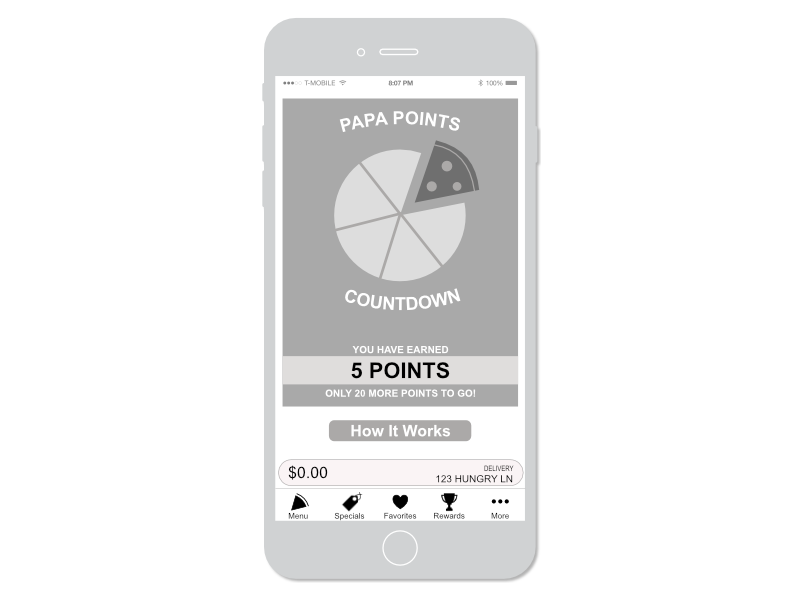 T-MOBILE 8:07 PM 100%
PAPA POINTS
COUNTDOWN
YOU HAVE EARNED
5 POINTS
ONLY 20 MORE POINTS TO GO!
How It Works
$0.00
DELIVERY
123 HUNGRY LN
Menu Specials Favorites Rewards More